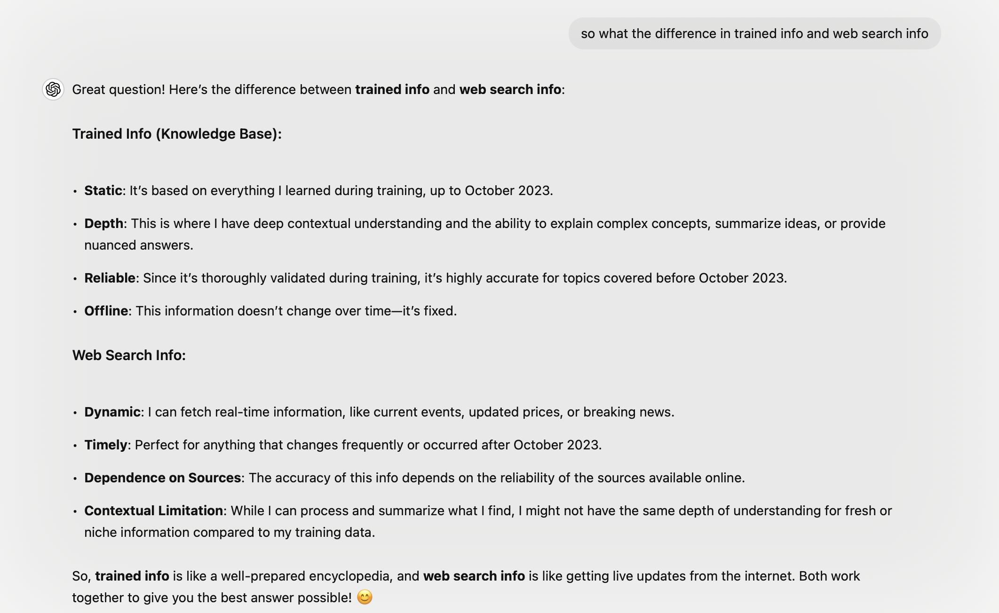 so what the difference in trained info and web search info
Great question! Here’s the difference between trained info and web search info:
Trained Info (Knowledge Base):
• Static: It’s based on everything I learned during training, up to October 2023.
• Depth: This is where I have deep contextual understanding and the ability to explain complex concepts, summarize ideas, or provide
nuanced answers.
• Reliable: Since it’s thoroughly validated during training, it’s highly accurate for topics covered before October 2023.
• Offline: This information doesn’t change over time—it’s fixed.
Web Search Info:
• Dynamic: I can fetch real-time information, like current events, updated prices, or breaking news.
• Timely: Perfect for anything that changes frequently or occurred after October 2023.
• Dependence on Sources: The accuracy of this info depends on the reliability of the sources available online.
• Contextual Limitation: While I can process and summarize what I find, I might not have the same depth of understanding for fresh or
niche information compared to my training data.
So, trained info is like a well-prepared encyclopedia, and web search info is like getting live updates from the internet. Both work
together to give you the best answer possible! 😊